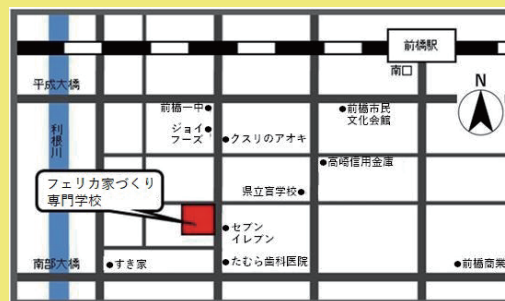 前橋駅
南口
N
平成大橋
前橋一中
ジョイ
フーズ
クスリのアオキ
前橋市民
文化会館
利根川
高崎信用金庫
フェリカ家づくり
専門学校
県立盲学校
セブン
イレブン
南部大橋
すき家
たむら歯科医院
前橋商業